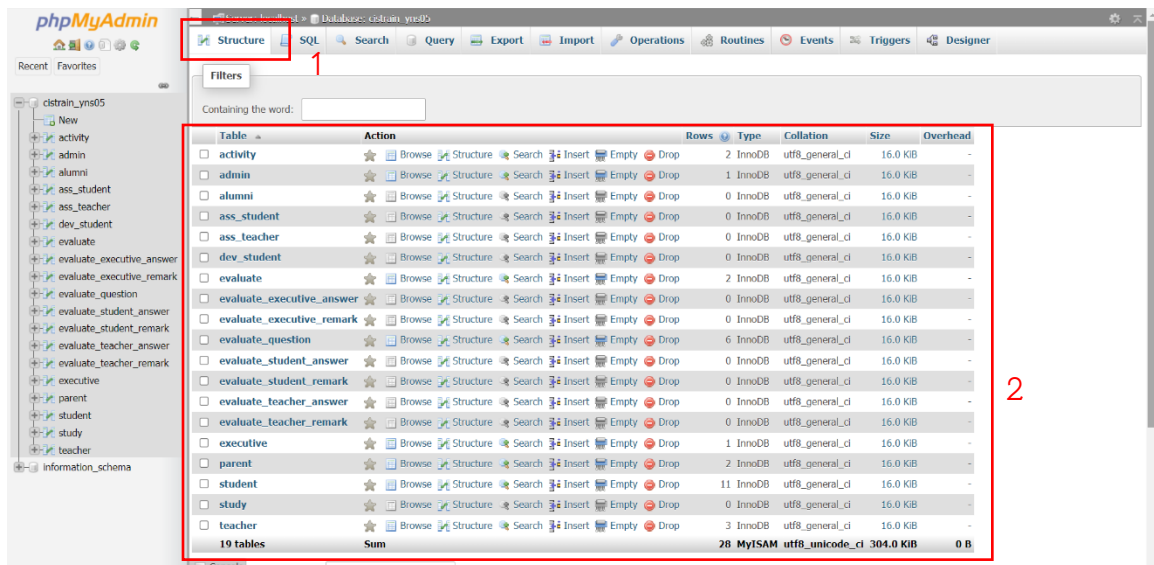 phpMyAdmin
Recent Favorites
cistrain_yns05
New
activity
admin
alumni
ass_student
ass_teacher
dev_student
evaluate
evaluate_executive_answer
evaluate_executive_remark
evaluate_question
evaluate_student_answer
evaluate_student_remark
evaluate_teacher_answer
evaluate_teacher_remark
executive
parent
student
study
teacher
information_schema
» Database: cistrain_yns05
Structure SQL Search Query Export Import Operations Routines Events Triggers Designer
1
Filters
Containing the word:
Table Action Rows Type Collation Size Overhead
activity Browse Structure Search Insert Empty Drop 2 InnoDB utf8_general_ci 16.0 KiB -
admin Browse Structure Search Insert Empty Drop 1 InnoDB utf8_general_ci 16.0 KiB -
alumni Browse Structure Search Insert Empty Drop 0 InnoDB utf8_general_ci 16.0 KiB -
ass_student Browse Structure Search Insert Empty Drop 0 InnoDB utf8_general_ci 16.0 KiB -
ass_teacher Browse Structure Search Insert Empty Drop 0 InnoDB utf8_general_ci 16.0 KiB -
dev_student Browse Structure Search Insert Empty Drop 0 InnoDB utf8_general_ci 16.0 KiB -
evaluate Browse Structure Search Insert Empty Drop 2 InnoDB utf8_general_ci 16.0 KiB -
evaluate_executive_answer Browse Structure Search Insert Empty Drop 0 InnoDB utf8_general_ci 16.0 KiB -
evaluate_executive_remark Browse Structure Search Insert Empty Drop 0 InnoDB utf8_general_ci 16.0 KiB -
evaluate_question Browse Structure Search Insert Empty Drop 6 InnoDB utf8_general_ci 16.0 KiB -
evaluate_student_answer Browse Structure Search Insert Empty Drop 0 InnoDB utf8_general_ci 16.0 KiB -
evaluate_student_remark Browse Structure Search Insert Empty Drop 0 InnoDB utf8_general_ci 16.0 KiB -
evaluate_teacher_answer Browse Structure Search Insert Empty Drop 0 InnoDB utf8_general_ci 16.0 KiB -
evaluate_teacher_remark Browse Structure Search Insert Empty Drop 0 InnoDB utf8_general_ci 16.0 KiB -
executive Browse Structure Search Insert Empty Drop 1 InnoDB utf8_general_ci 16.0 KiB -
parent Browse Structure Search Insert Empty Drop 2 InnoDB utf8_general_ci 16.0 KiB -
student Browse Structure Search Insert Empty Drop 11 InnoDB utf8_general_ci 16.0 KiB -
study Browse Structure Search Insert Empty Drop 0 InnoDB utf8_general_ci 16.0 KiB -
teacher Browse Structure Search Insert Empty Drop 3 InnoDB utf8_general_ci 16.0 KiB -
19 tables Sum 28 MyISAM utf8_unicode_ci 304.0 KiB 0 B
2